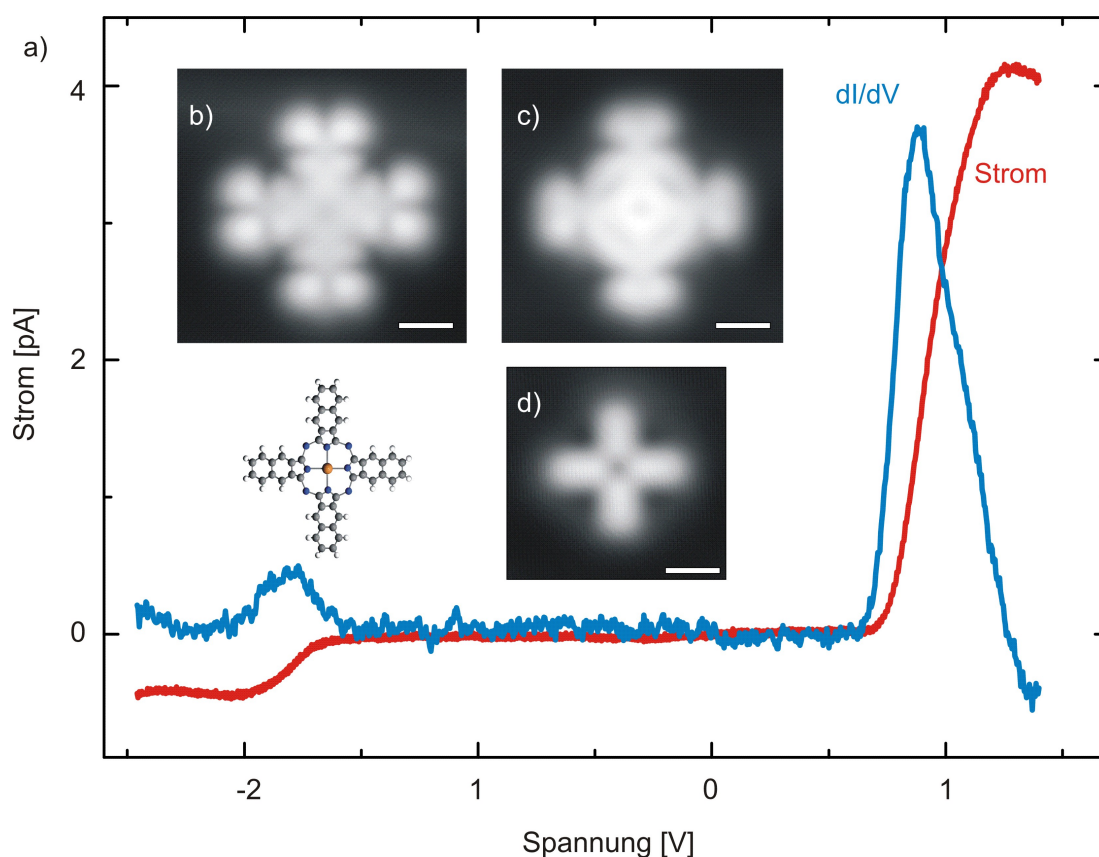 a)
b)
c)
d)
dI/dV
Strom
4
2
0
Strom [pA]
-2
1
0
1
Spannung [V]